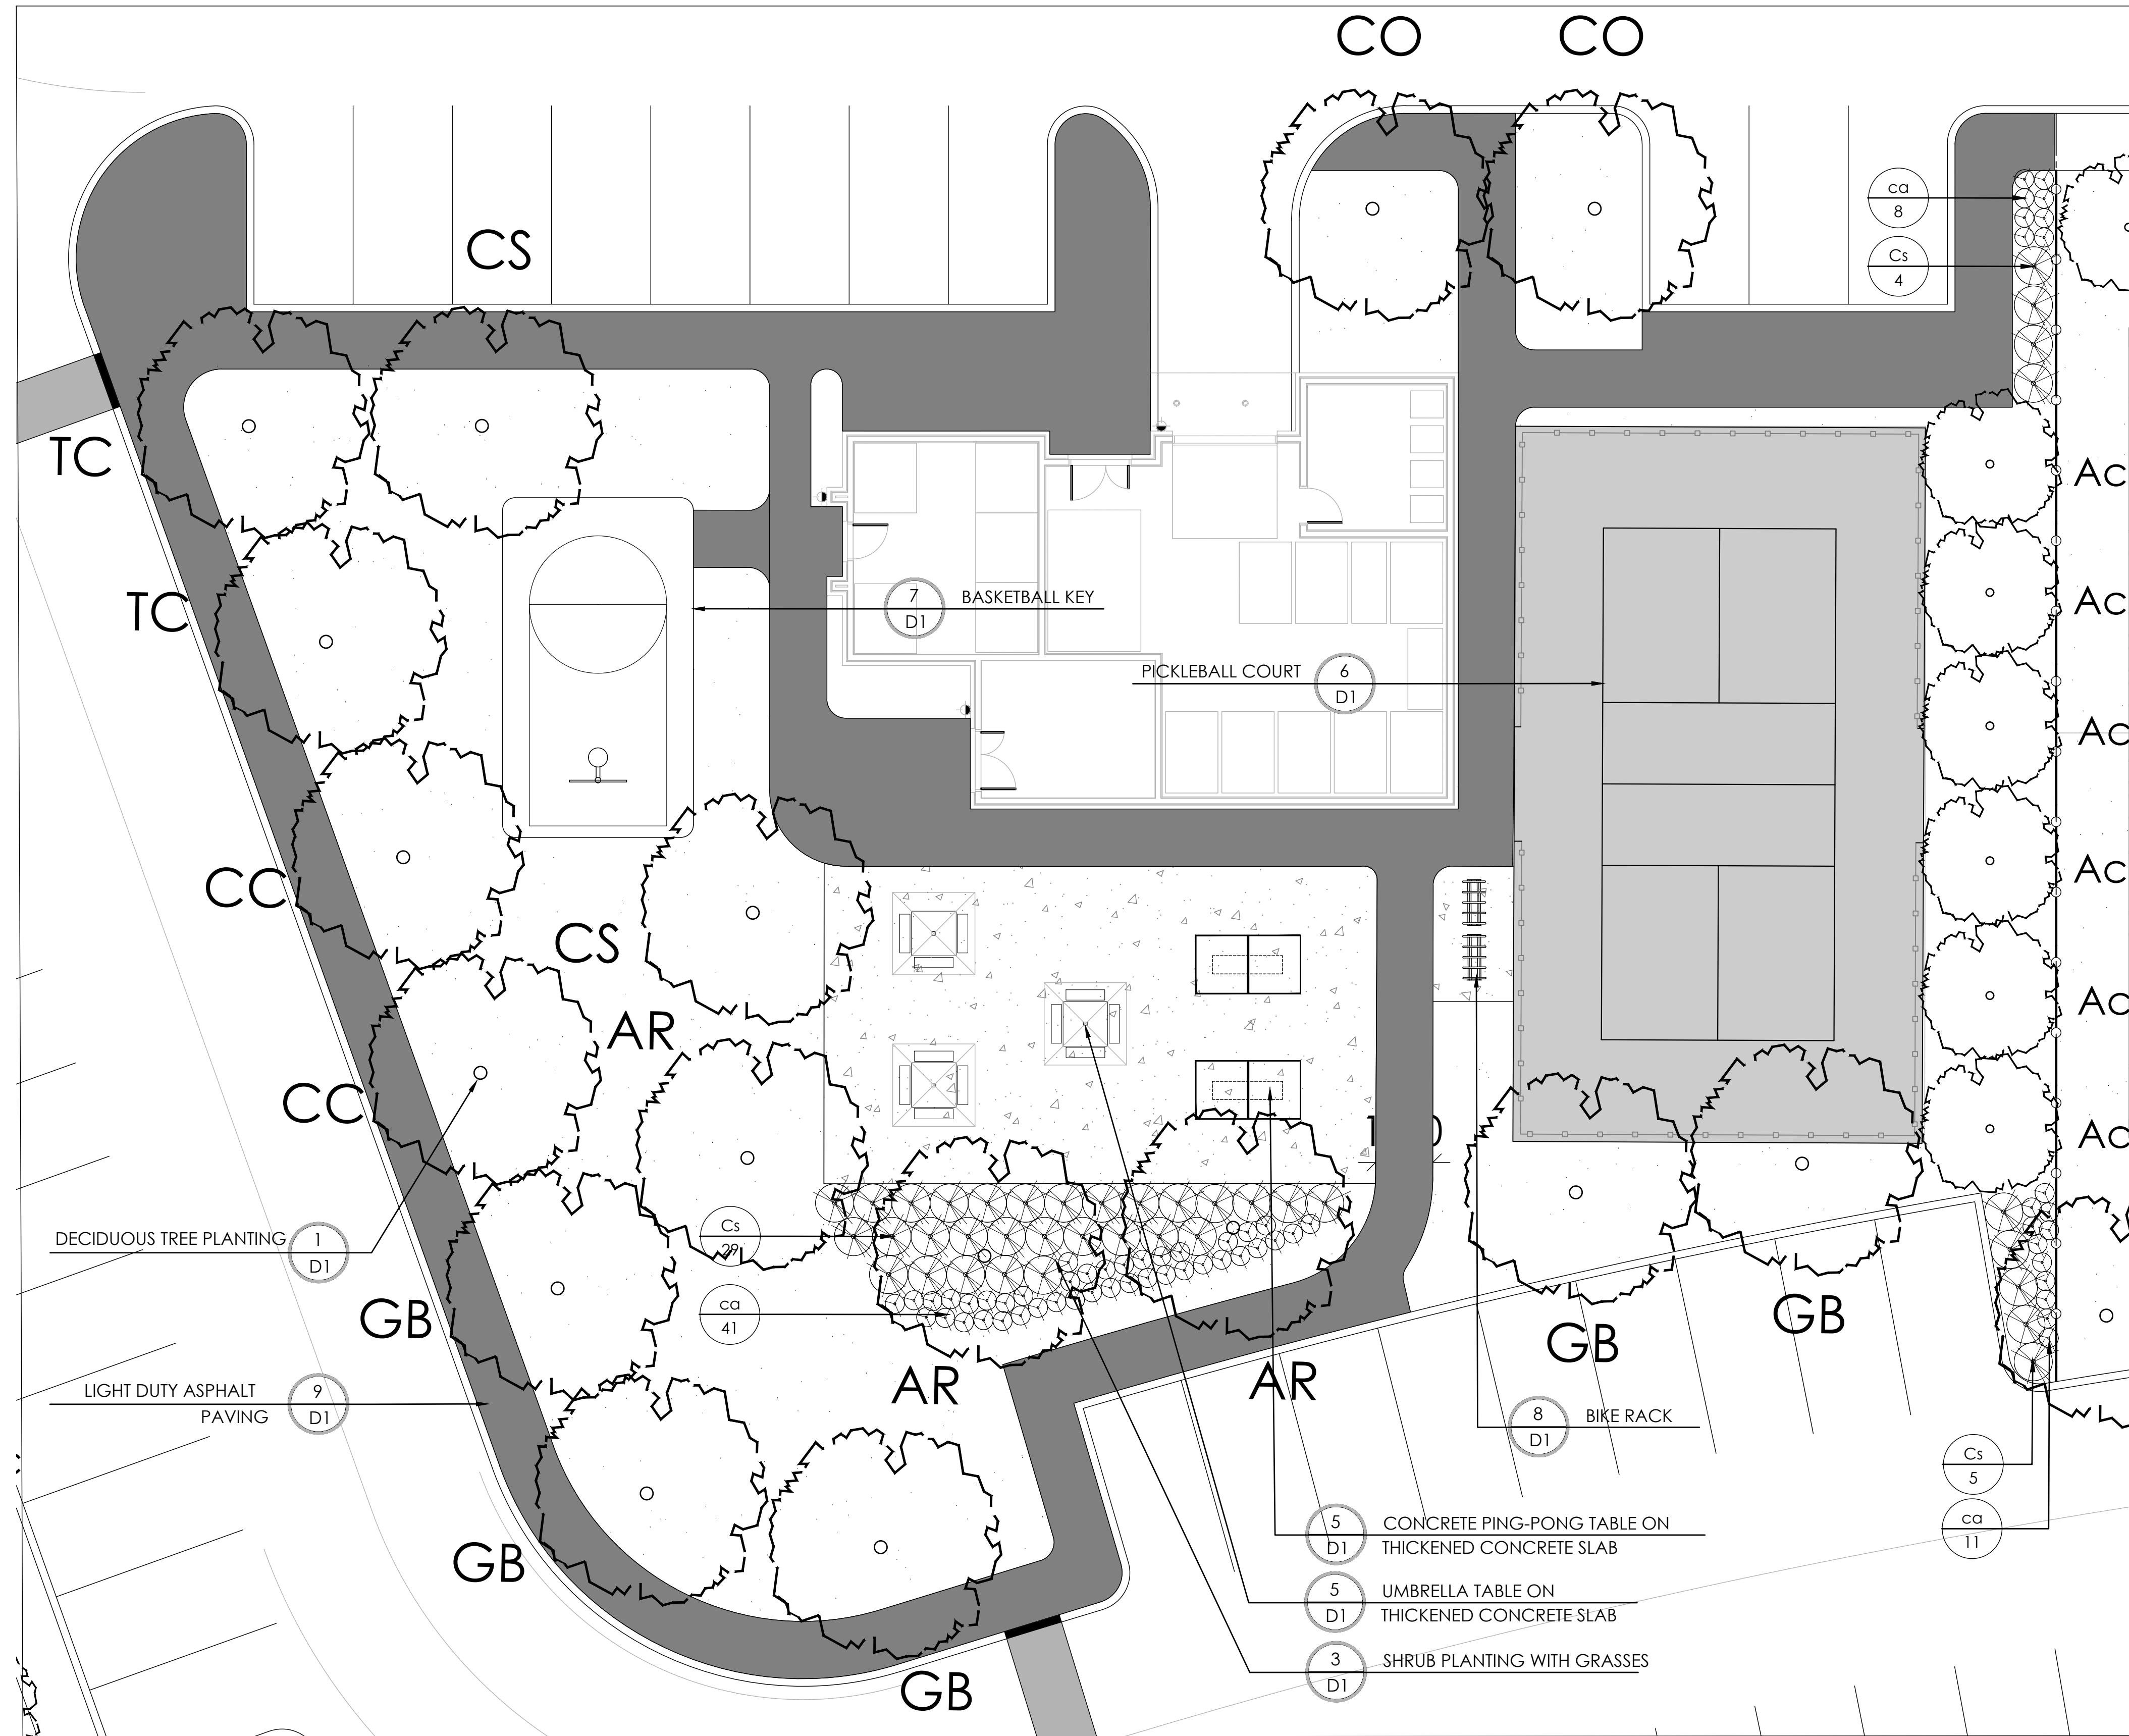 CO
CO
ca
8
CS
Cs
4
TC
Ac
TC
7
D1
BASKETBALL KEY
Ac
PICKLEBALL COURT
6
D1
Ac
CC
Ac
CS
AR
Ac
CC
Ac
Cs
29
DECIDUOUS TREE PLANTING
1
D1
ca
41
GB
GB
GB
LIGHT DUTY ASPHALT
PAVING
9
D1
AR
AR
8
D1
BIKE RACK
Cs
5
5
D1
CONCRETE PING-PONG TABLE ON
THICKENED CONCRETE SLAB
ca
11
GB
5
D1
UMBRELLA TABLE ON
THICKENED CONCRETE SLAB
3
D1
SHRUB PLANTING WITH GRASSES
GB